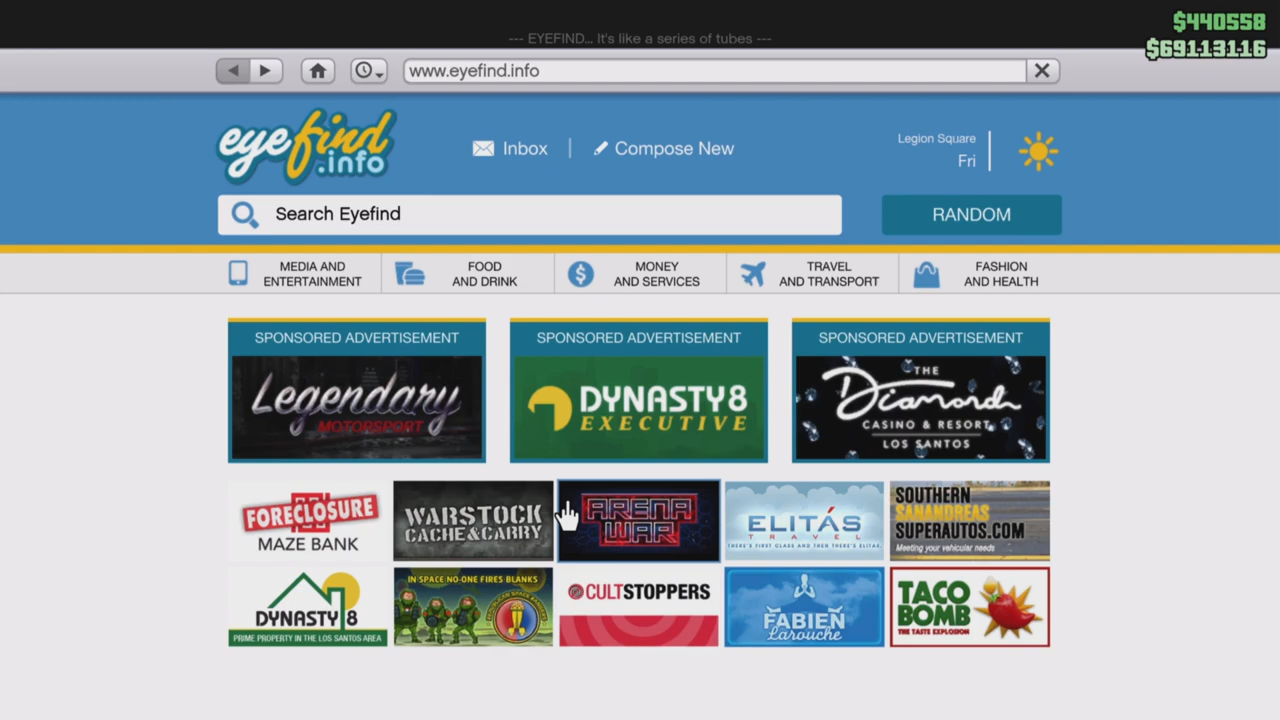 $440558
--- EYEFIND... It's like a series of tubes ---
$69113116
www.eyefind.info
eyefind
.info
Inbox
Compose New
Legion Square
Fri
Search Eyefind
RANDOM
MEDIA AND
ENTERTAINMENT
FOOD
AND DRINK
MONEY
AND SERVICES
TRAVEL
AND TRANSPORT
FASHION
AND HEALTH
SPONSORED ADVERTISEMENT
Legendary
MOTORSPORT
SPONSORED ADVERTISEMENT
DYNASTY 8
EXECUTIVE
SPONSORED ADVERTISEMENT
THE
Diamond
CASINO & RESORT
LOS SANTOS
FORECLOSURE
MAZE BANK
WARSTOCK
CACHE&CARRY
ARENA
WAR
ELITÁS
TRAVEL
THERE'S FIRST CLASS AND THEN THERE'S ELITÁS
SOUTHERN
SANANDREAS
SUPERAUTOS.COM
Meeting your vehicular needs
DYNASTY 8
PRIME PROPERTY IN THE LOS SANTOS AREA
IN SPACE NO-ONE FIRES BLANKS
CULTSTOPPERS
FABIEN
Larouche
TACO
BOMB
THE TASTE EXPLOSION